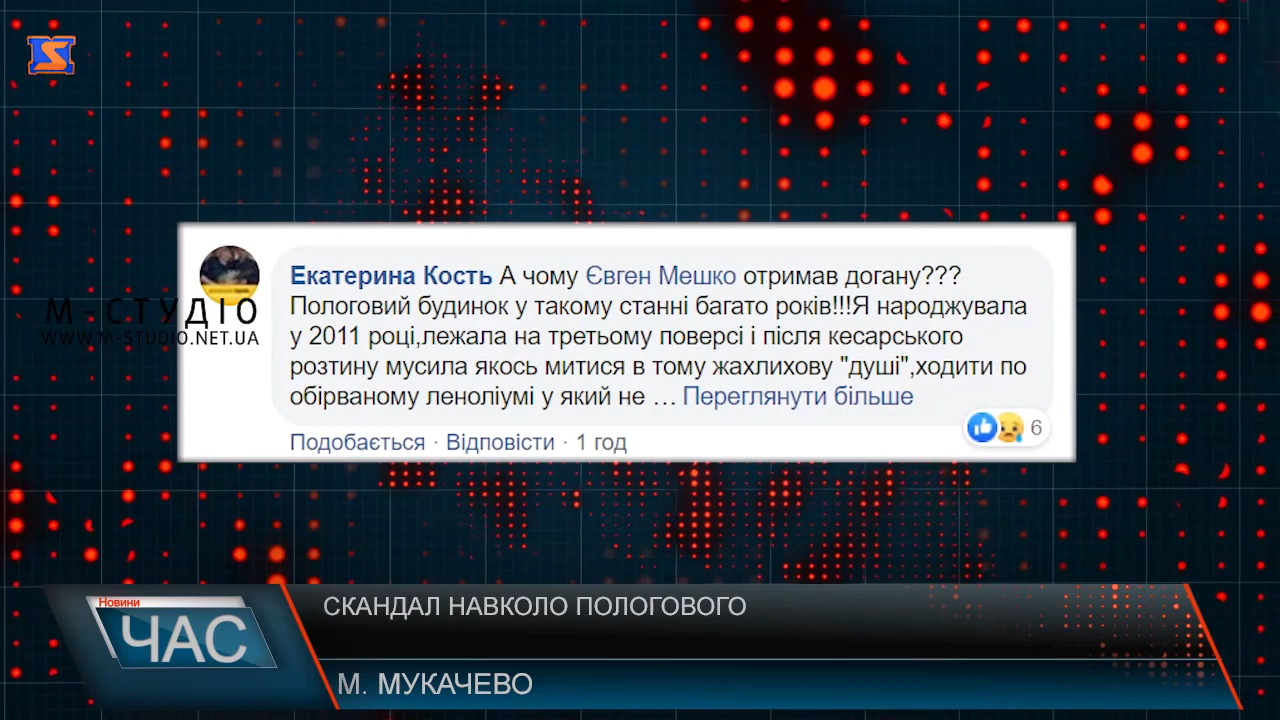 Екатерина Кость А чому Євген Мешко отримав догану???
Пологовий будинок у такому стані багато років!!!Я народжувала
у 2011 році,лежала на третьому поверсі і після кесарського
розтину мусила якось митися в тому жахлихову "душі",ходити по
обірваному леноліумі у який не ... Переглянути більше
Подобається · Відповісти · 1 год
6
М-СТУДІО
WWW.M-STUDIO.NET.UA
Новини
ЧАС
СКАНДАЛ НАВКОЛО ПОЛОГОВОГО
М. МУКАЧЕВО